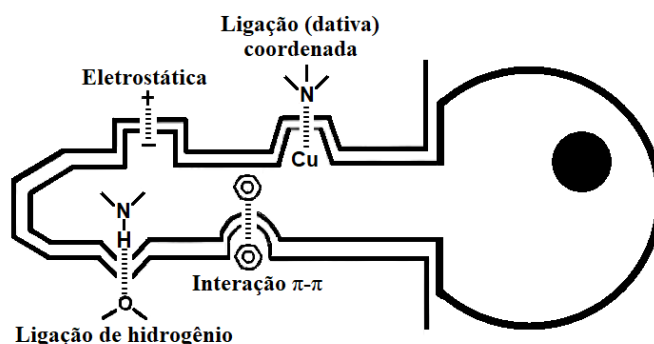 Ligação (dativa)
coordenada
Eletrostática
+
N
−
Cu
N
H
O
Interação π-π
Ligação de hidrogênio